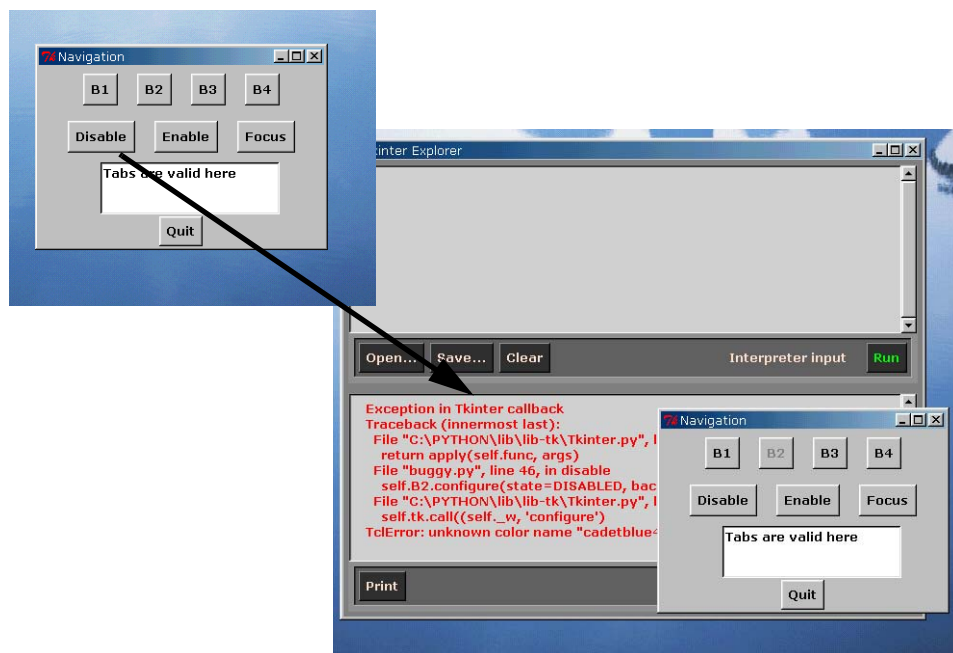 Navigation
B1 B2 B3 B4
Disable Enable Focus
Tabs are valid here
Quit
Explorer
Open... Save... Clear Interpreter input Run
Exception in Tkinter callback
Traceback (innermost last):
File "C:\PYTHON\lib\lib-tk\Tkinter.py",
return apply(self.func, args)
File "buggy.py", line 46, in disable
self.B2.configure(state=DISABLED,
File "C:\PYTHON\lib\lib-tk\Tkinter.py",
self.tk.call((self._w, 'configure')
TclError: unknown color name "cadetblue
Print
Navigation
B1 B2 B3 B4
Disable Enable Focus
Tabs are valid here
Quit